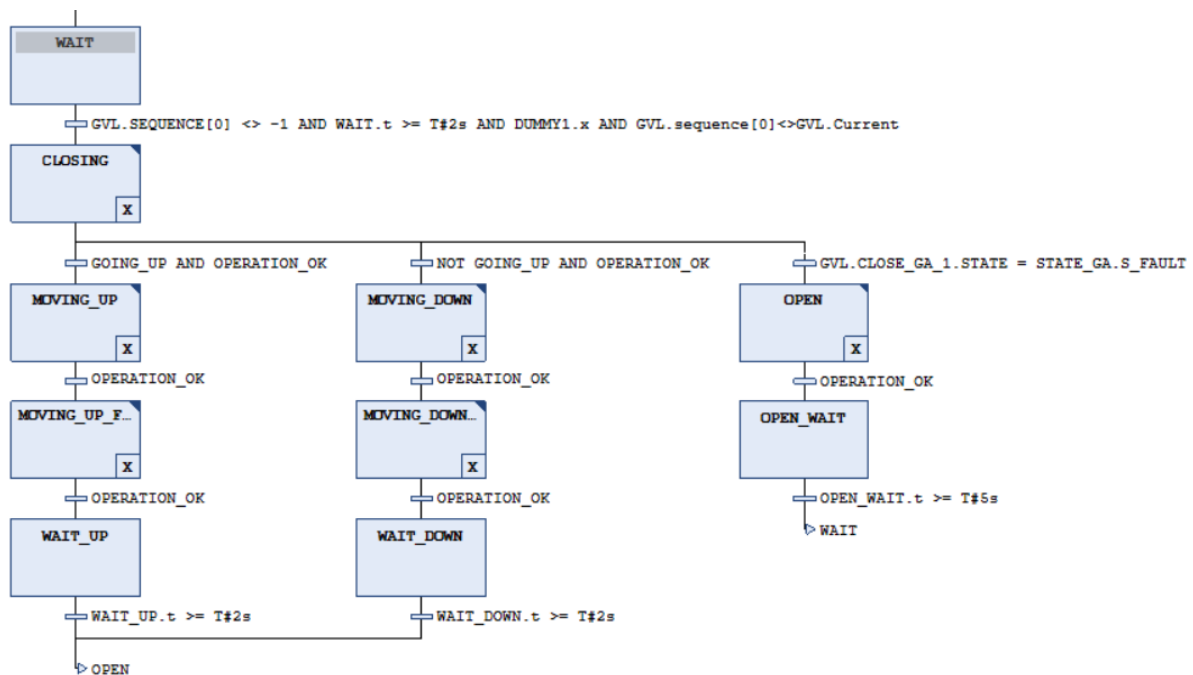 WAIT
GVL.SEQUENCE[0] <> -1 AND WAIT.t >= T#2s AND DUMMY1.x AND GVL.sequence[0]<>GVL.Current
CLOSING
X
GOING_UP AND OPERATION_OK
NOT GOING_UP AND OPERATION_OK
GVL.CLOSE_GA_1.STATE = STATE_GA.S_FAULT
MOVING_UP
X
MOVING_DOWN
X
OPEN
X
OPERATION_OK
OPERATION_OK
OPERATION_OK
MOVING_UP_F...
X
MOVING_DOWN...
X
OPEN_WAIT
OPERATION_OK
OPERATION_OK
OPEN_WAIT.t >= T#5s
WAIT
WAIT_UP
WAIT_DOWN
WAIT_UP.t >= T#2s
WAIT_DOWN.t >= T#2s
OPEN